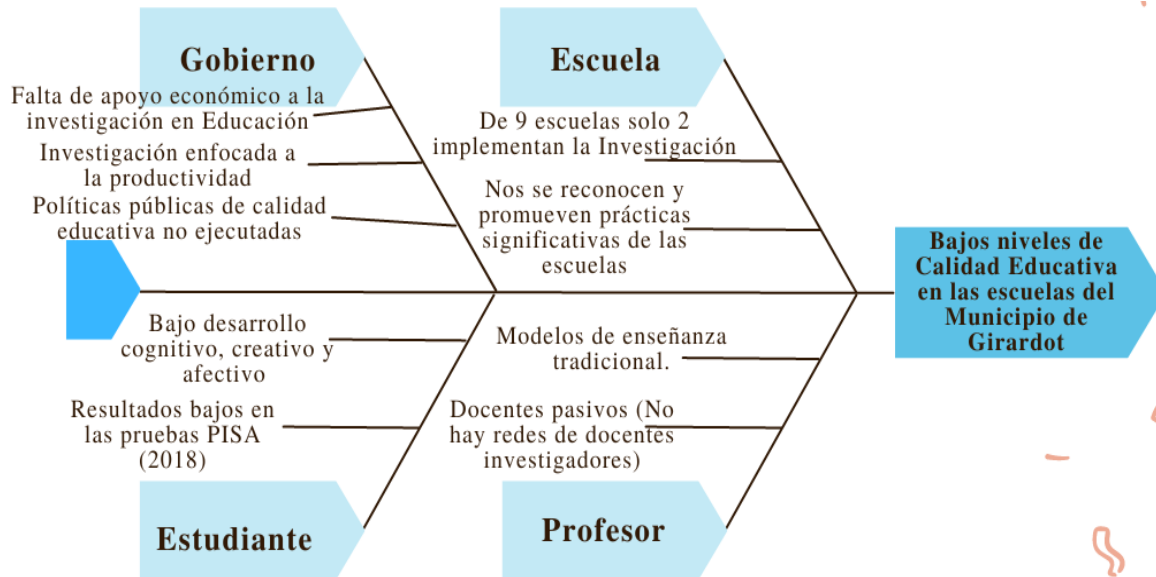 Gobierno
Falta de apoyo económico a la
investigación en Educación
Investigación enfocada a
la productividad
Políticas públicas de calidad
educativa no ejecutadas
Escuela
De 9 escuelas solo 2
implementan la Investigación
Nos se reconocen y
promueven prácticas
significativas de las
escuelas
Bajos niveles de
Calidad Educativa
en las escuelas del
Municipio de
Girardot
Bajo desarrollo
cognitivo, creativo y
afectivo
Resultados bajos en
las pruebas PISA
(2018)
Estudiante
Modelos de enseñanza
tradicional.
Docentes pasivos (No
hay redes de docentes
investigadores)
Profesor